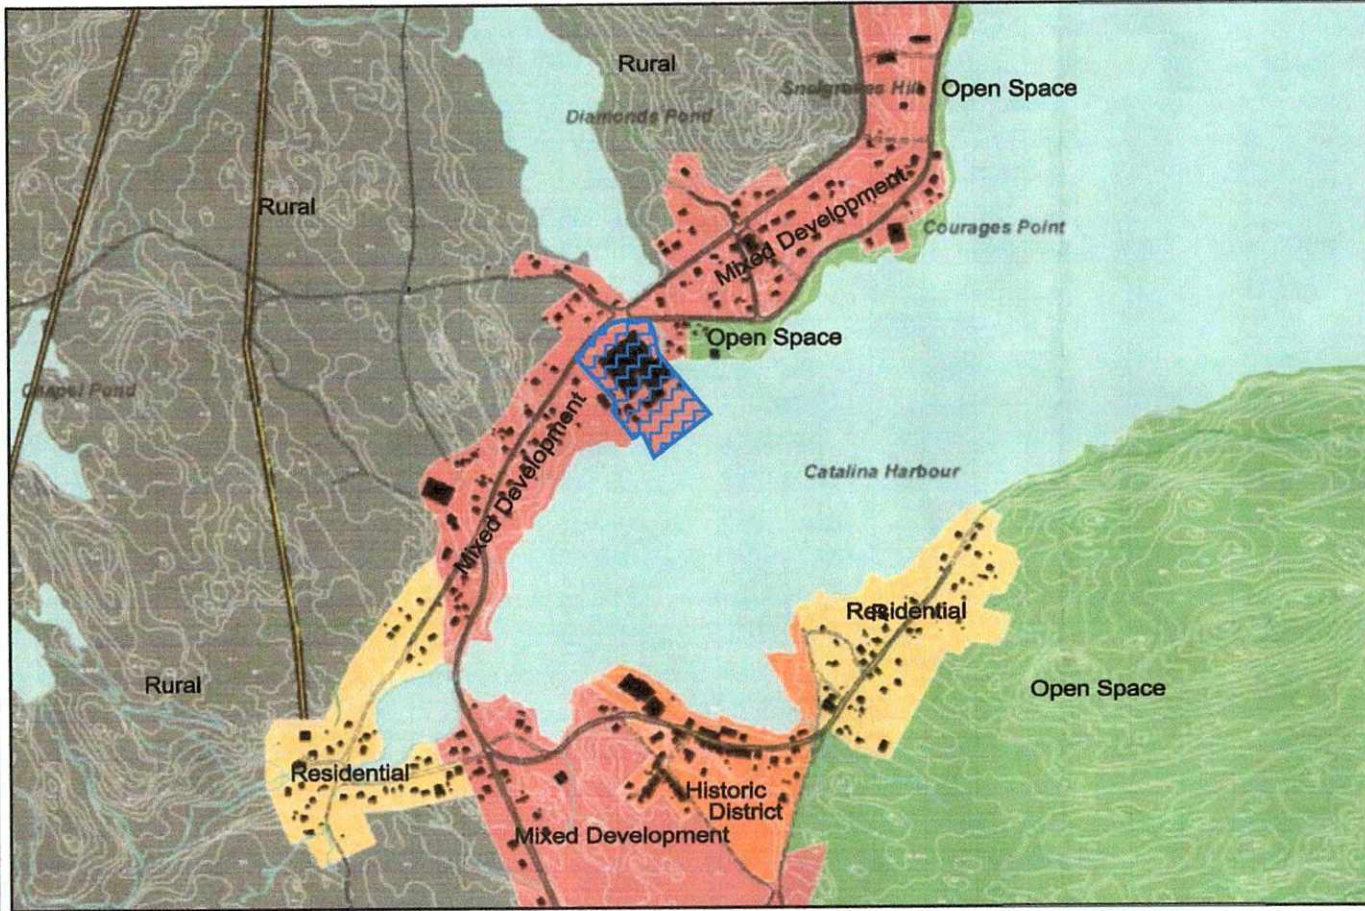 Rural
Snelgroves Hill
Open Space
Diamonds Pond
Rural
Mixed Development
Courages Point
Open Space
Chapel Pond
Mixed Development
Catalina Harbour
Residential
Rural
Open Space
Residential
Historic
District
Mixed Development